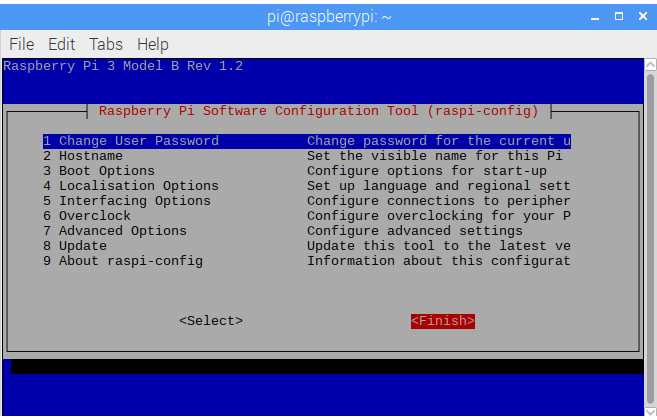 pi@raspberrypi: ~
File Edit Tabs Help
Raspberry Pi 3 Model B Rev 1.2
Raspberry Pi Software Configuration Tool (raspi-config)
1 Change User Password Change password for the current u
2 Hostname Set the visible name for this Pi
3 Boot Options Configure options for start-up
4 Localisation Options Set up language and regional sett
5 Interfacing Options Configure connections to peripher
6 Overclock Configure overclocking for your P
7 Advanced Options Configure advanced settings
8 Update Update this tool to the latest ve
9 About raspi-config Information about this configurat
<Select> <Finish>